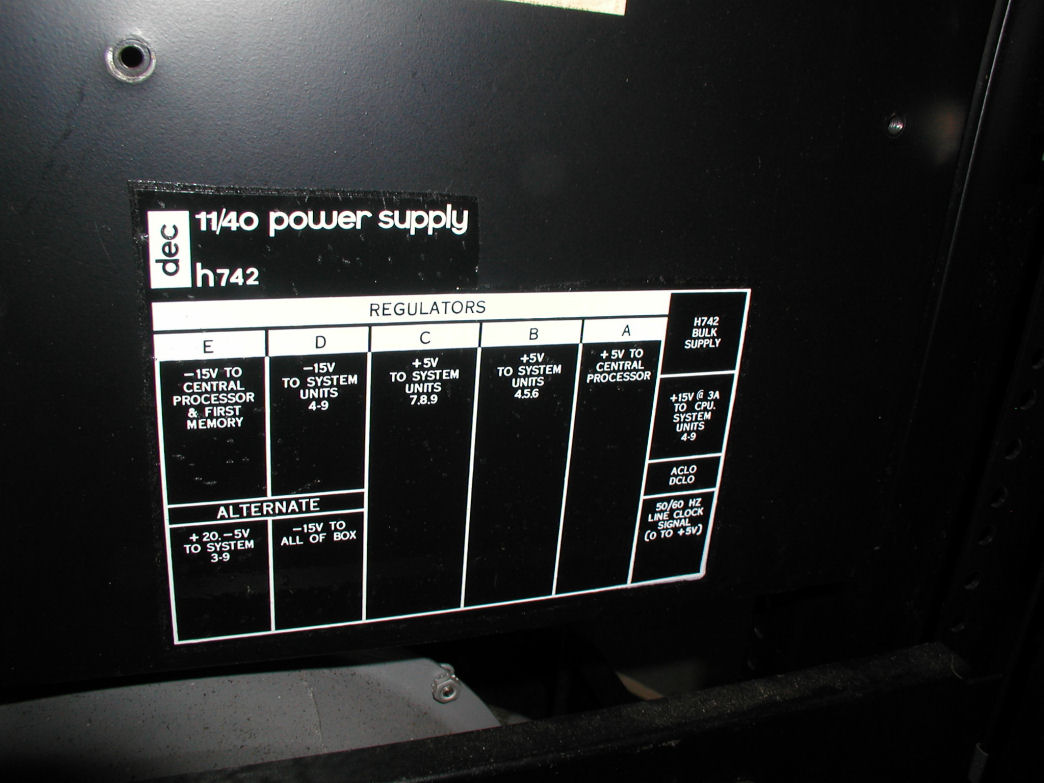 dec
11/40 power supply
h742
REGULATORS
E
D
C
B
A
H742
BULK
SUPPLY
-15V TO
CENTRAL
PROCESSOR
& FIRST
MEMORY
-15V
TO SYSTEM
UNITS
4-9
+5V
TO SYSTEM
UNITS
7.8.9
+5V
TO SYSTEM
UNITS
4.5.6
+5V TO
CENTRAL
PROCESSOR
+15V @ 3A
TO CPU.
SYSTEM
UNITS
4-9
ACLO
DCLO
50/60 HZ
LINE CLOCK
SIGNAL
(0 TO +5V)
ALTERNATE
+20.-5V
TO SYSTEM
3-9
-15V TO
ALL OF BOX